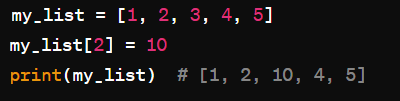 my_list = [1, 2, 3, 4, 5]
my_list[2] = 10
print(my_list)  # [1, 2, 10, 4, 5]